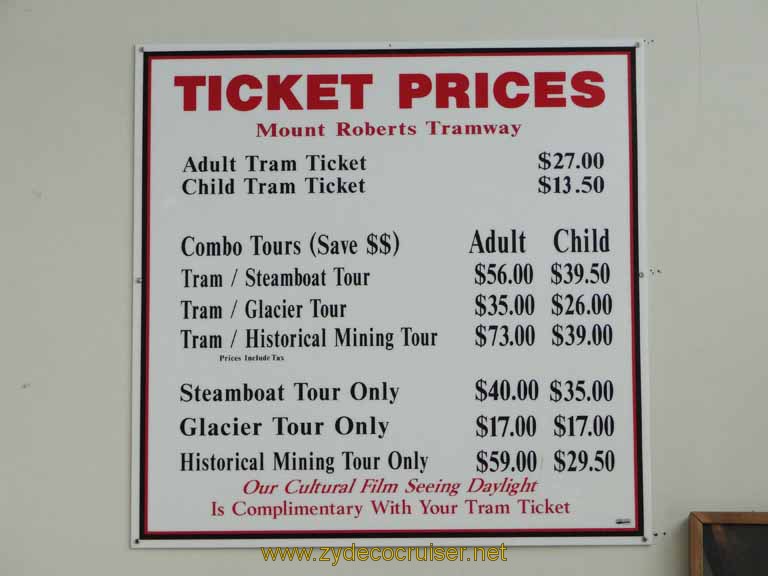 TICKET PRICES
Mount Roberts Tramway
Adult Tram Ticket $27.00
Child Tram Ticket $13.50
Combo Tours (Save $$) Adult Child
Tram / Steamboat Tour $56.00 $39.50
Tram / Glacier Tour $35.00 $26.00
Tram / Historical Mining Tour $73.00 $39.00
Prices Include Tax
Steamboat Tour Only $40.00 $35.00
Glacier Tour Only $17.00 $17.00
Historical Mining Tour Only $59.00 $29.50
Our Cultural Film Seeing Daylight
Is Complimentary With Your Tram Ticket
www.zydecocruiser.net